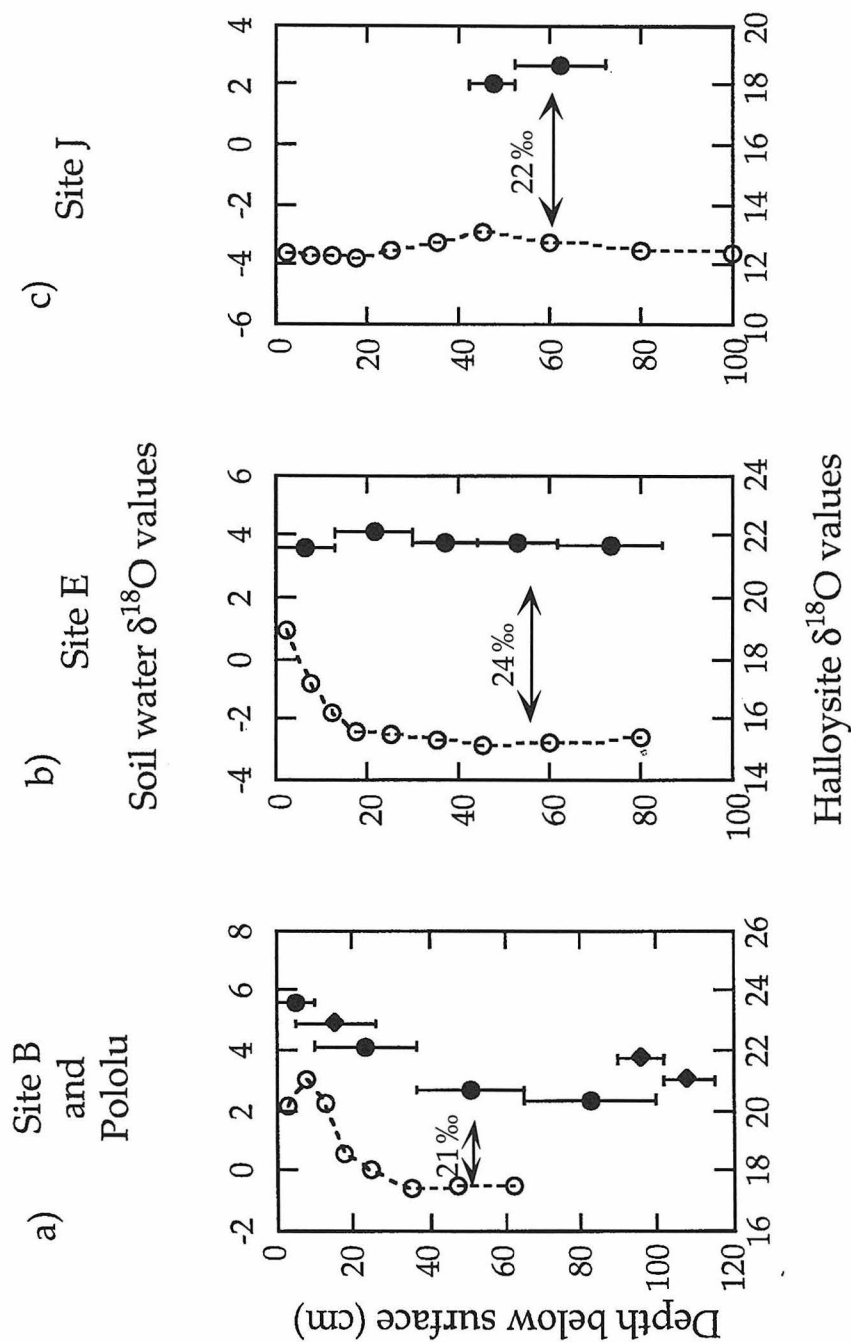 a)
Site B
and
Pololu
b)
Site E
c)
Site J
Soil water δ¹⁸O values
-2 0 2 4 6 8
-4 -2 0 2 4 6
-6 -4 -2 0 2 4
Depth below surface (cm)
0
20
40
60
80
100
120
21‰
0
20
40
60
80
100
24‰
0
20
40
60
80
100
22‰
16 18 20 22 24 26
14 16 18 20 22 24
10 12 14 16 18 20
Halloysite δ¹⁸O values